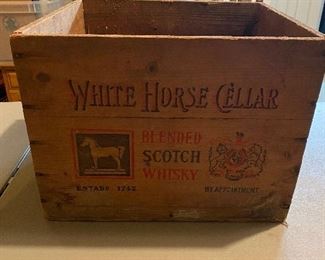 WHITE HORSE CELLAR
BLENDED
SCOTCH
WHISKY
ESTABD 1742.
BY APPOINTMENT